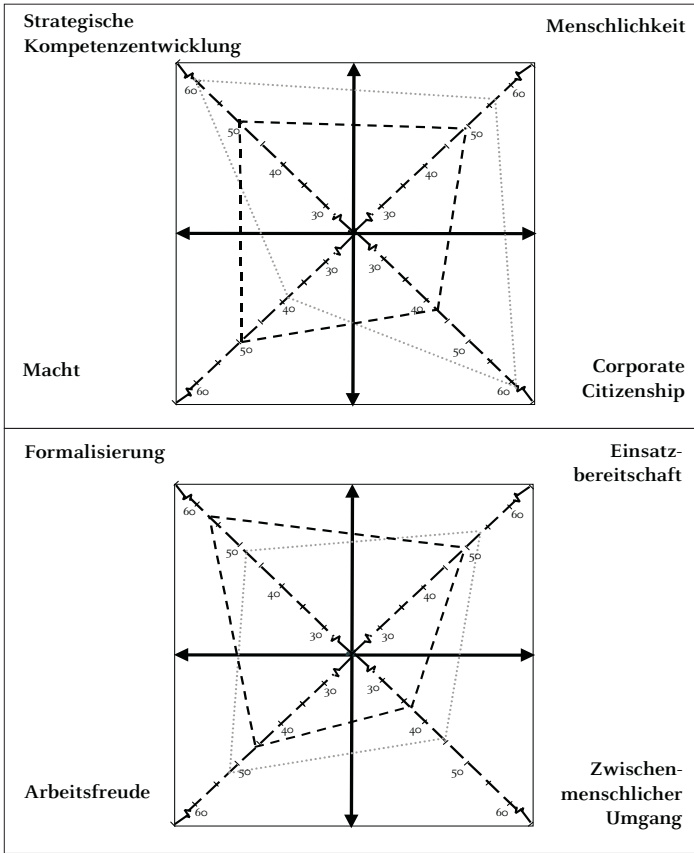 Strategische
Kompetenzentwicklung
Menschlichkeit
60
60
50
50
40
40
30
30
30
30
40
40
50
50
60
60
Macht
Corporate
Citizenship
Formalisierung
Einsatz-
bereitschaft
60
60
50
50
40
40
30
30
30
30
40
40
50
50
60
60
Arbeitsfreude
Zwischen-
menschlicher
Umgang